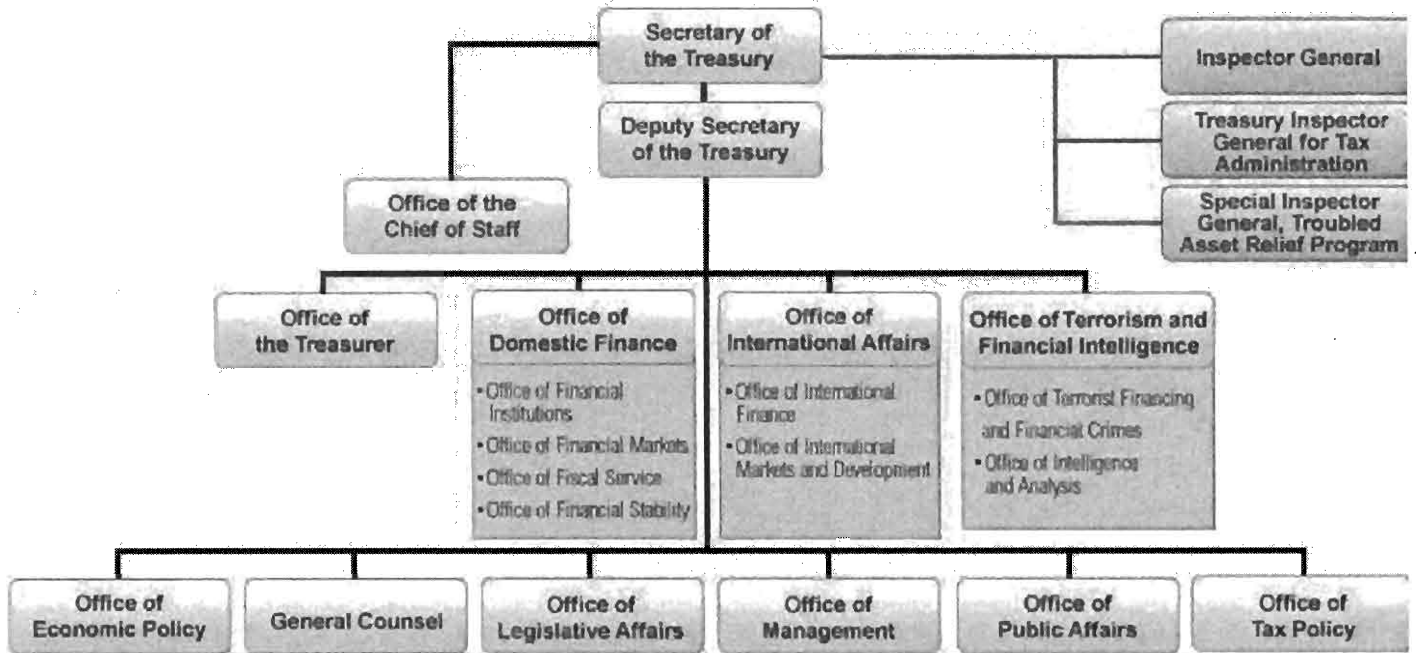 Secretary of
the Treasury
Inspector General
Deputy Secretary
of the Treasury
Treasury Inspector
General for Tax
Administration
Office of the
Chief of Staff
Special Inspector
General, Troubled
Asset Relief Program
Office of
the Treasurer
Office of
Domestic Finance
• Office of Financial
Institutions
• Office of Financial Markets
• Office of Fiscal Service
• Office of Financial Stability
Office of
International Affairs
• Office of International
Finance
• Office of International
Markets and Development
Office of Terrorism and
Financial Intelligence
• Office of Terrorist Financing
and Financial Crimes
• Office of Intelligence
and Analysis
Office of
Economic Policy
General Counsel
Office of
Legislative Affairs
Office of
Management
Office of
Public Affairs
Office of
Tax Policy